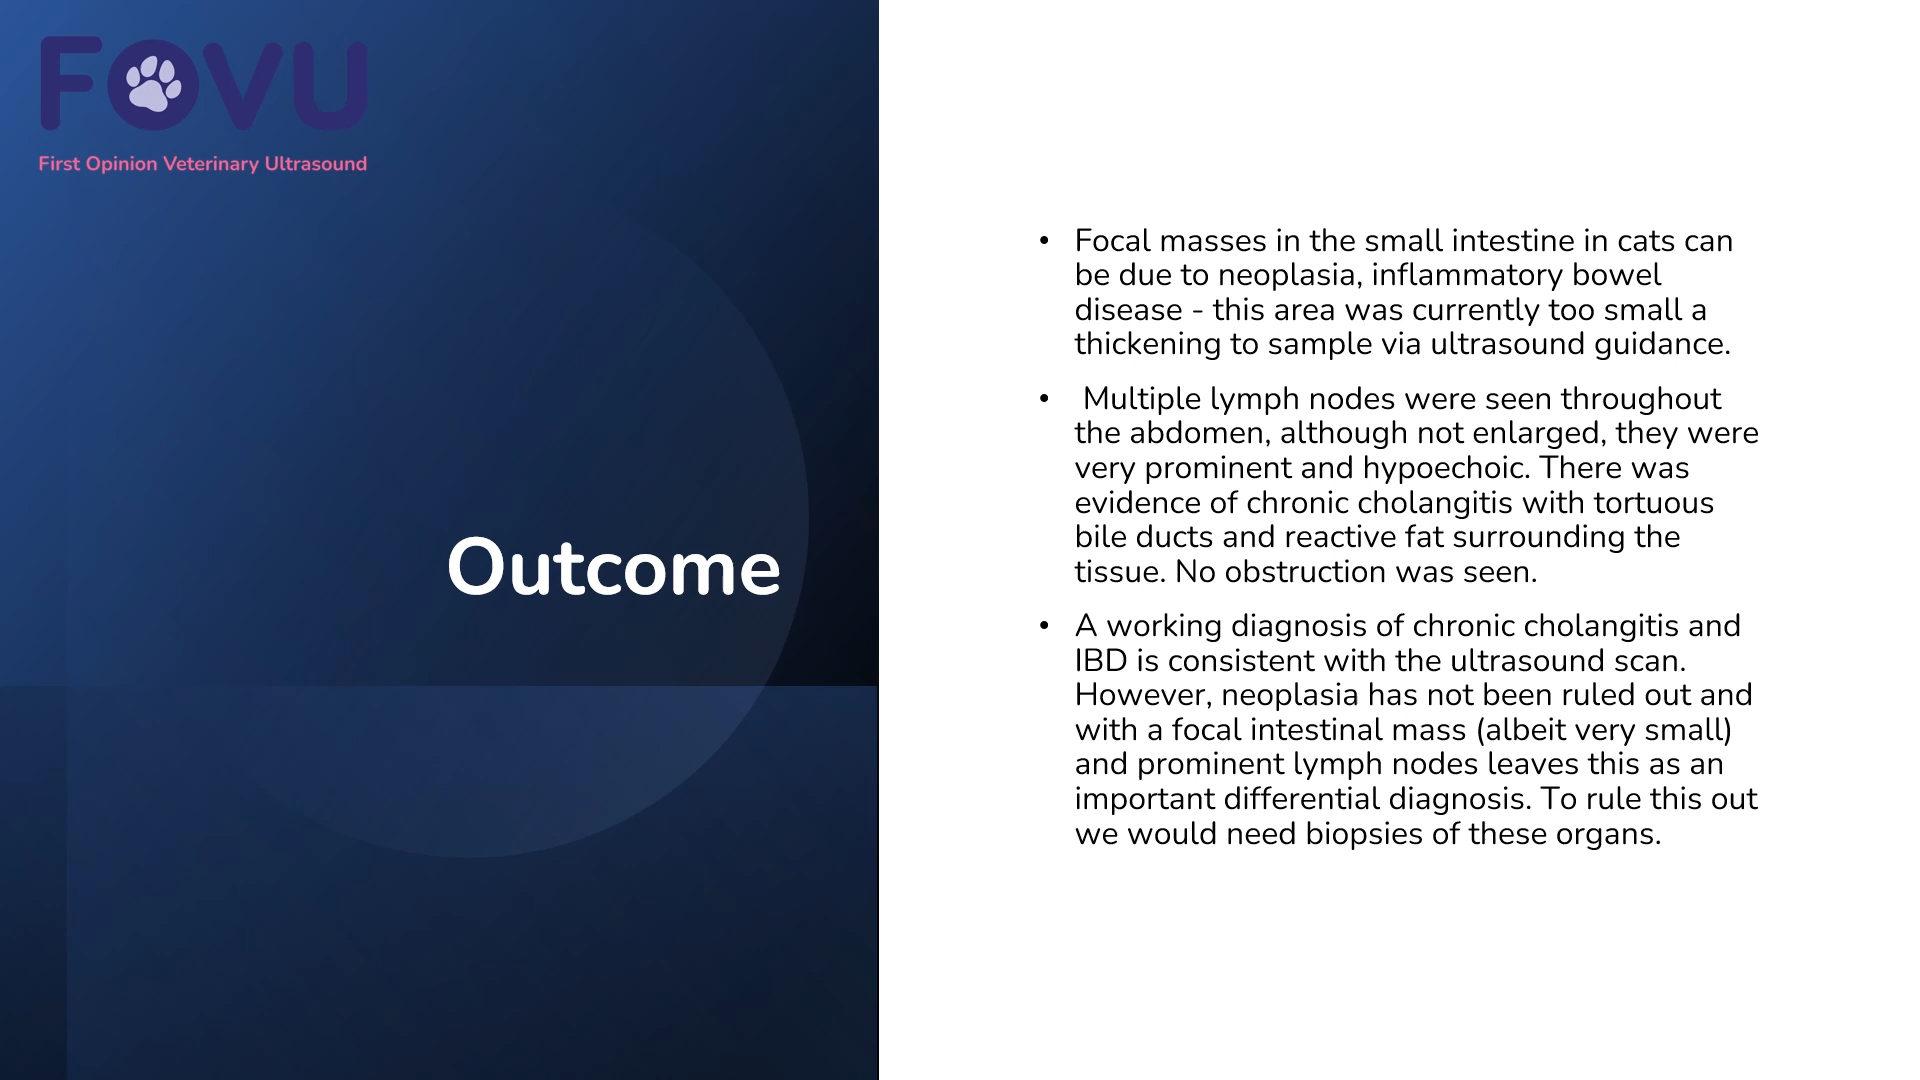 FOVU
First Opinion Veterinary Ultrasound
Outcome
• Focal masses in the small intestine in cats can
be due to neoplasia, inflammatory bowel
disease - this area was currently too small a
thickening to sample via ultrasound guidance.
• Multiple lymph nodes were seen throughout
the abdomen, although not enlarged, they were
very prominent and hypoechoic. There was
evidence of chronic cholangitis with tortuous
bile ducts and reactive fat surrounding the
tissue. No obstruction was seen.
• A working diagnosis of chronic cholangitis and
IBD is consistent with the ultrasound scan.
However, neoplasia has not been ruled out and
with a focal intestinal mass (albeit very small)
and prominent lymph nodes leaves this as an
important differential diagnosis. To rule this out
we would need biopsies of these organs.